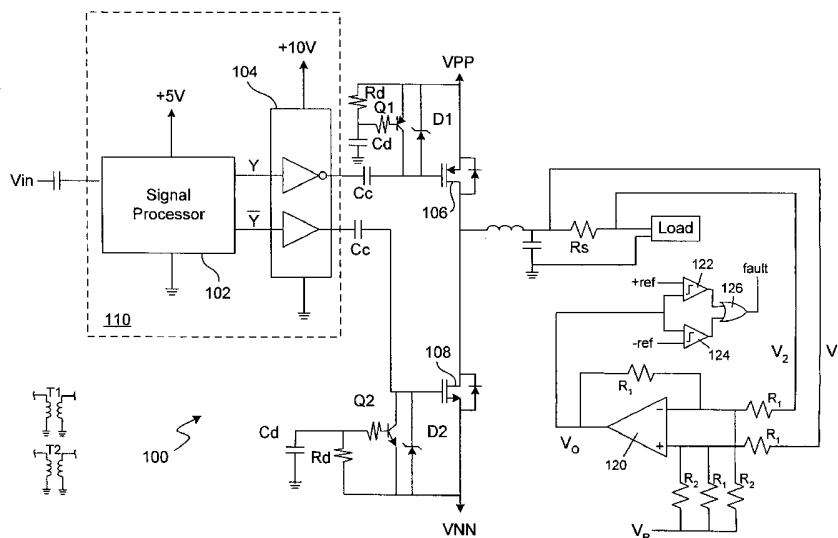 +10V
VPP
104
Rd
Q1
D1
+5V
Cd
Vin
Signal
Processor
Y
Y̅
Cc
106
Cc
Rs
Load
102
110
122
126
fault
+ref
-ref
124
V₂
V
108
R₁
Q2
D2
T1
Cd
Rd
R₁
R₁
T2
100
Vₒ
120
−
+
R₂
R₁
R₂
VNN